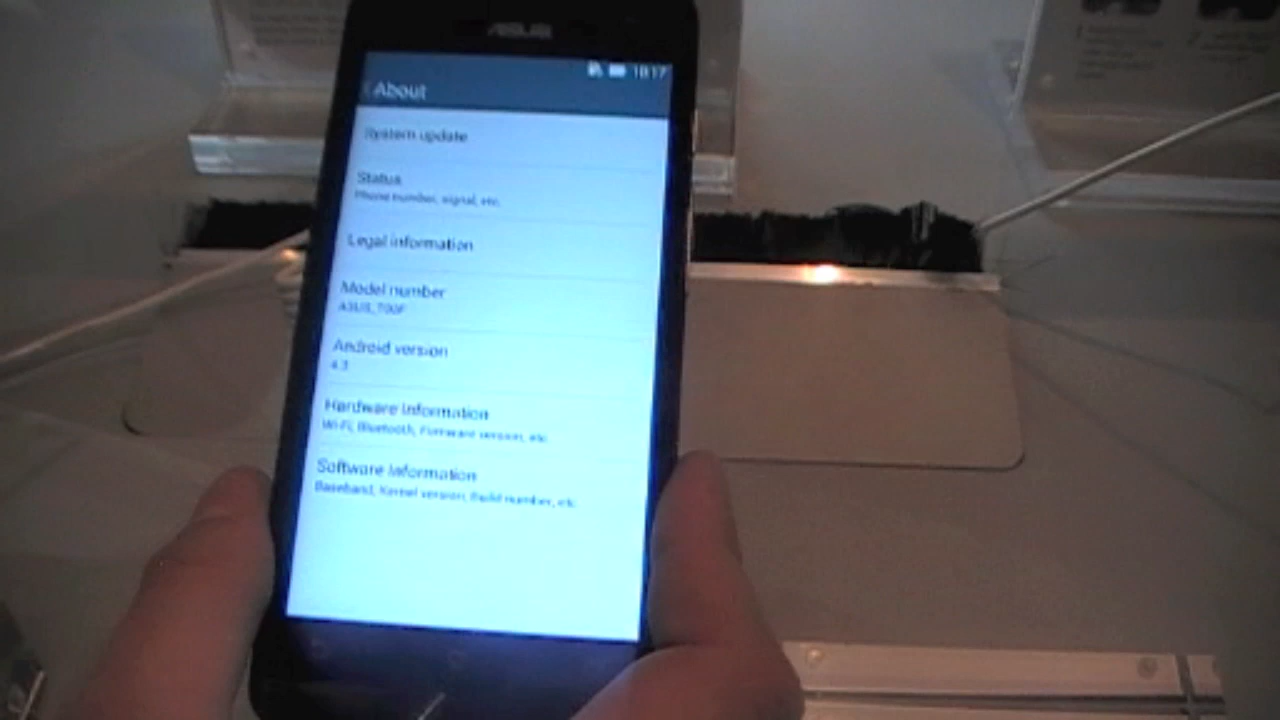 ASUS
18:17
About
System update
Status
Phone number, signal, etc.
Legal information
Model number
ASUS_T00F
Android version
4.3
Hardware information
Wi-Fi, Bluetooth, Firmware version, etc.
Software information
Baseband, Kernel version, Build number, etc.